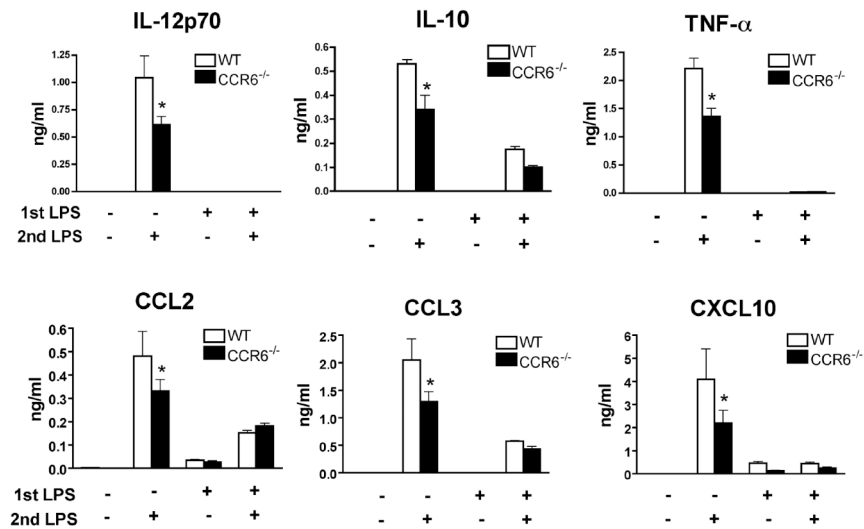 IL-12p70
1.25
1.00
0.75
0.50
0.25
0.00
ng/ml
WT
CCR6-/-
*
1st LPS - - + +
2nd LPS - + - +
IL-10
0.6
0.5
0.4
0.3
0.2
0.1
0.0
ng/ml
WT
CCR6-/-
*
- - + +
- + - +
TNF-α
2.5
2.0
1.5
1.0
0.5
0.0
ng/ml
WT
CCR6-/-
*
- - + +
- + - +
CCL2
0.6
0.5
0.4
0.3
0.2
0.1
0.0
ng/ml
WT
CCR6-/-
*
1st LPS - - + +
2nd LPS - + - +
CCL3
2.5
2.0
1.5
1.0
0.5
0.0
ng/ml
WT
CCR6-/-
*
- - + +
- + - +
CXCL10
6
5
4
3
2
1
0
ng/ml
WT
CCR6-/-
*
- - + +
- + - +